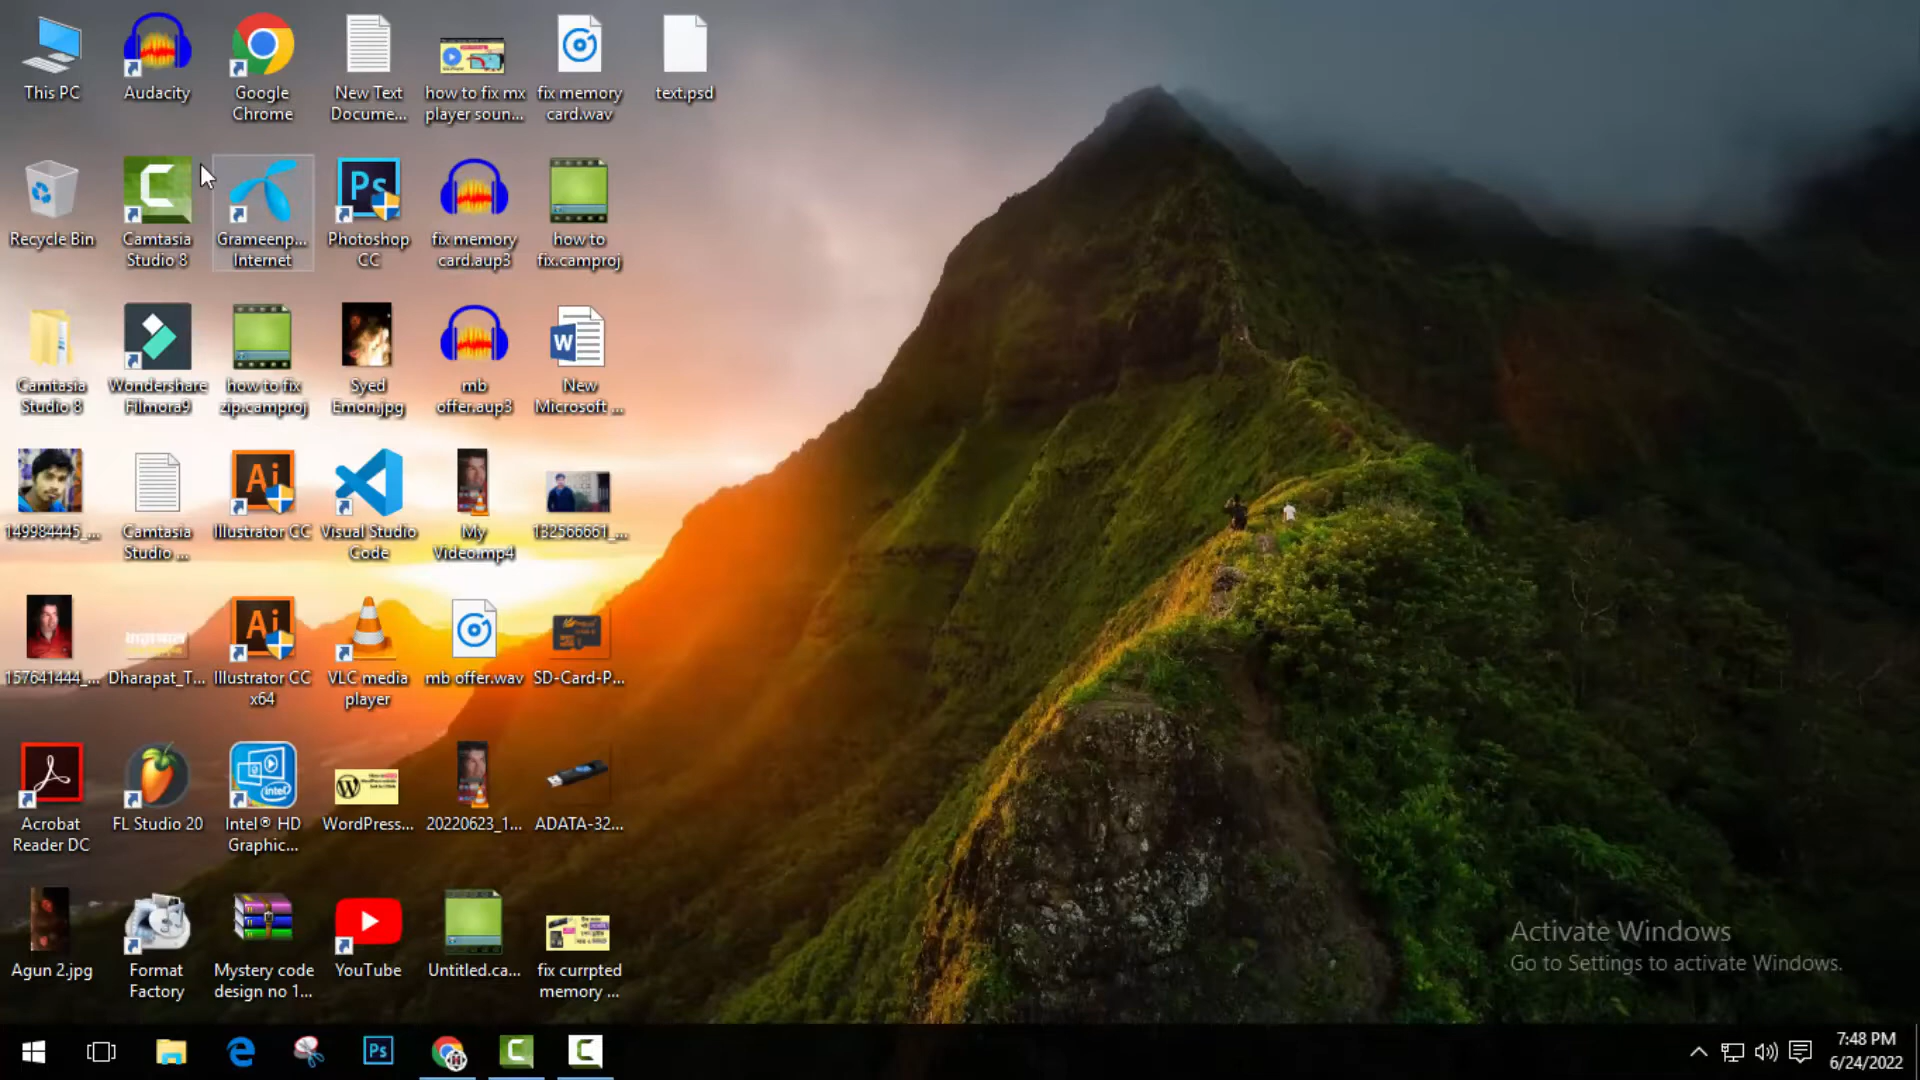 This PC
Audacity
Google
Chrome
New Text
Docume...
how to fix mx
player soun...
fix memory
card.wav
text.psd
Recycle Bin
Camtasia
Studio 8
Grameenp...
Internet
Ps
Photoshop
CC
fix memory
card.aup3
how to
fix.camproj
Camtasia
Studio 8
Wondershare
Filmora9
how to fix
zip.camproj
Syed
Emon.jpg
mb
offer.aup3
W
New
Microsoft ...
149984445_...
Camtasia
Studio ...
Ai
Illustrator CC
Visual Studio
Code
My
Video.mp4
132566661_...
157641444_...
Dharapat_T...
Ai
Illustrator CC
x64
VLC media
player
mb offer.wav
SD-Card-P...
Acrobat
Reader DC
FL Studio 20
intel
Intel® HD
Graphic...
WordPress...
20220623_1...
ADATA-32...
Agun 2.jpg
Format
Factory
Mystery code
design no 1...
YouTube
Untitled.ca...
fix currpted
memory ...
Activate Windows
Go to Settings to activate Windows.
Ps
7:48 PM
6/24/2022